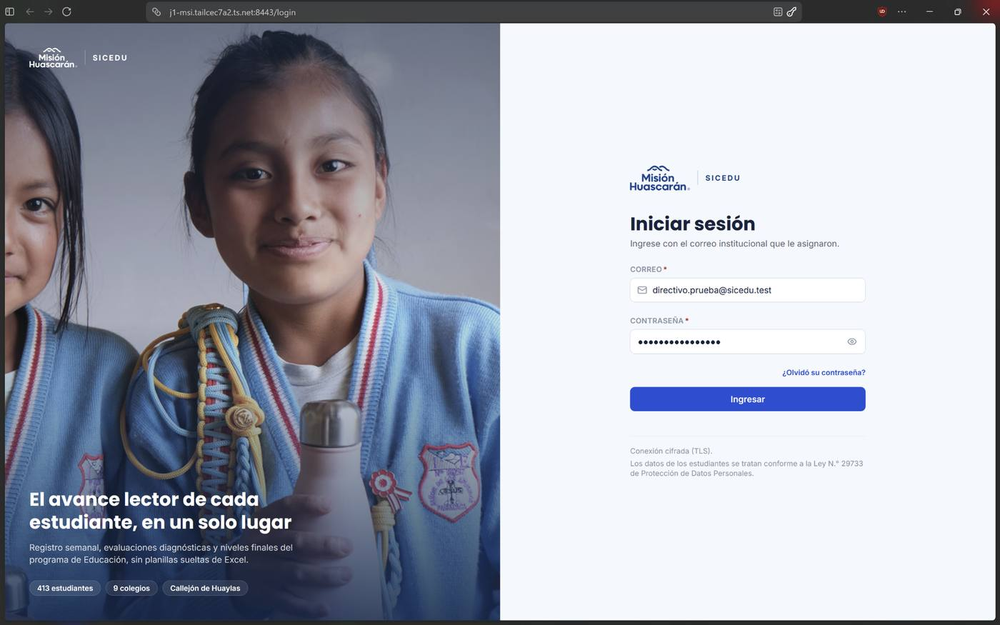 j1-msi.tailcec7a2.ts.net:8443/login
Misión
Huascarán
SICEDU
El avance lector de cada
estudiante, en un solo lugar
Registro semanal, evaluaciones diagnósticas y niveles finales del
programa de Educación, sin planillas sueltas de Excel.
413 estudiantes
9 colegios
Callejón de Huaylas
Misión
Huascarán
SICEDU
Iniciar sesión
Ingrese con el correo institucional que le asignaron.
CORREO *
directivo.prueba@sicedu.test
CONTRASEÑA *
¿Olvidó su contraseña?
Ingresar
Conexión cifrada (TLS).
Los datos de los estudiantes se tratan conforme a la Ley N.° 29733
de Protección de Datos Personales.